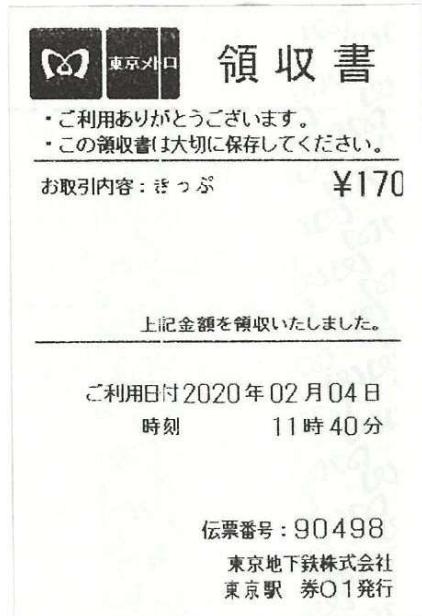 東京メトロ 領収書
・ご利用ありがとうございます。
・この領収書は大切に保存してください。
お取引内容：きっぷ ¥170
上記金額を領収いたしました。
ご利用日付2020年02月04日
時刻 11時40分
伝票番号：90498
東京地下鉄株式会社
東京駅 券01発行